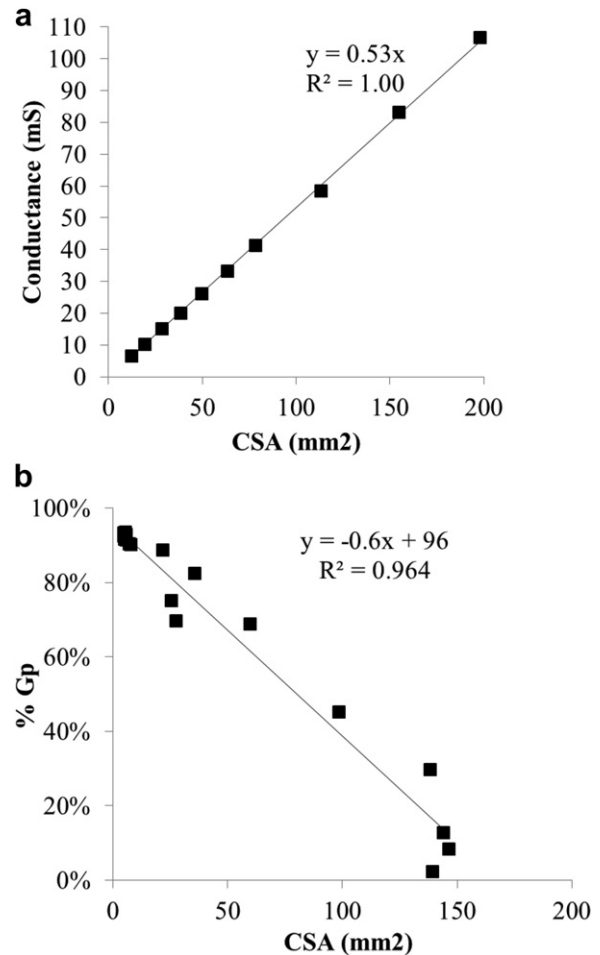 a
110
100
90
80
70
60
50
40
30
20
10
0
Conductance (mS)
y = 0.53x
R² = 1.00
0 50 100 150 200
CSA (mm2)
b
100%
80%
60%
40%
20%
0%
% Gp
y = -0.6x + 96
R² = 0.964
0 50 100 150 200
CSA (mm2)